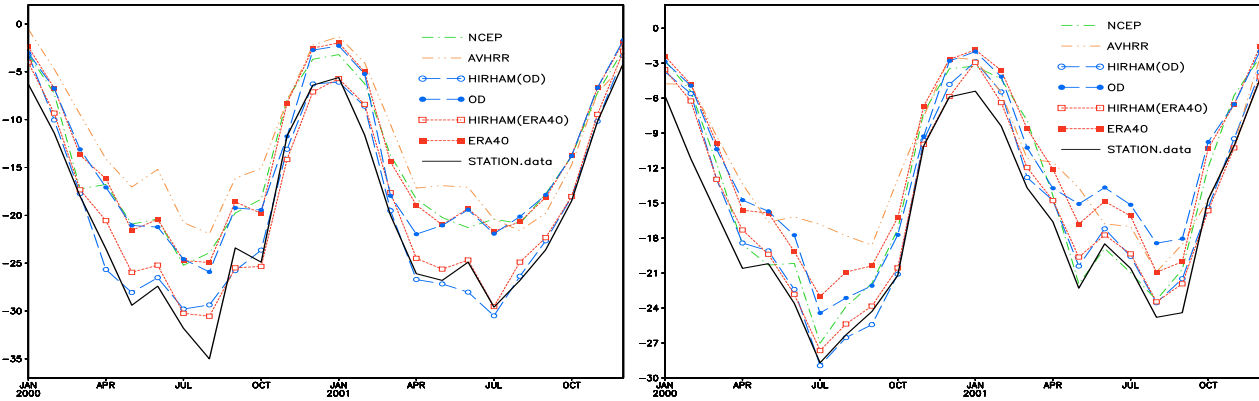 0
−5
−10
−15
−20
−25
−30
−35
JAN
2000
APR
JUL
OCT
JAN
2001
APR
JUL
OCT
NCEP
AVHRR
HIRHAM(OD)
OD
HIRHAM(ERA40)
ERA40
STATION.data
0
−3
−6
−9
−12
−15
−18
−21
−24
−27
−30
JAN
2000
APR
JUL
OCT
JAN
2001
APR
JUL
OCT
NCEP
AVHRR
HIRHAM(OD)
OD
HIRHAM(ERA40)
ERA40
STATION.data